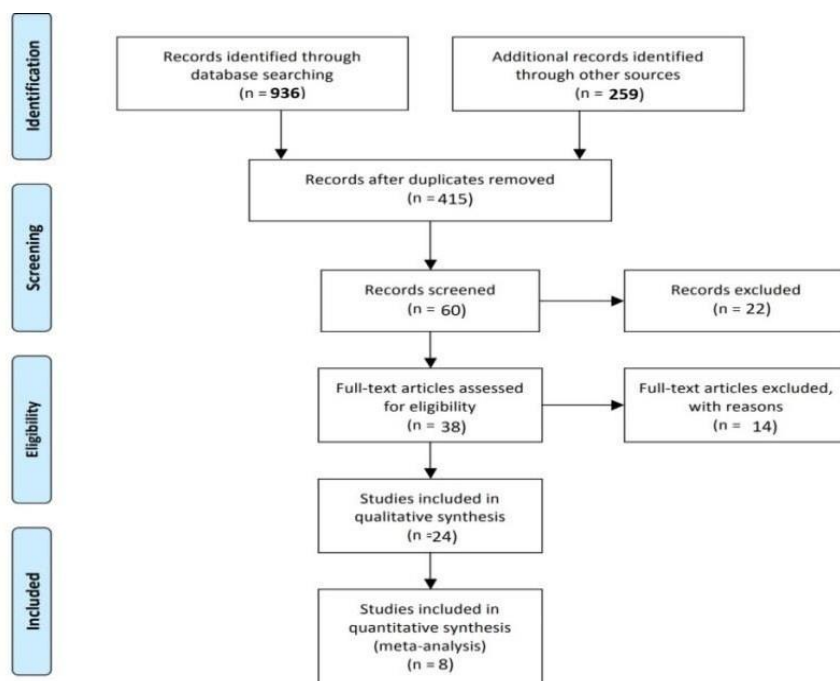 Identification
Records identified through
database searching
(n = 936)
Additional records identified
through other sources
(n = 259)
Records after duplicates removed
(n = 415)
Screening
Records screened
(n = 60)
Records excluded
(n = 22)
Eligibility
Full-text articles assessed
for eligibility
(n = 38)
Full-text articles excluded,
with reasons
(n = 14)
Studies included in
qualitative synthesis
(n =24)
Included
Studies included in
quantitative synthesis
(meta-analysis)
(n = 8)